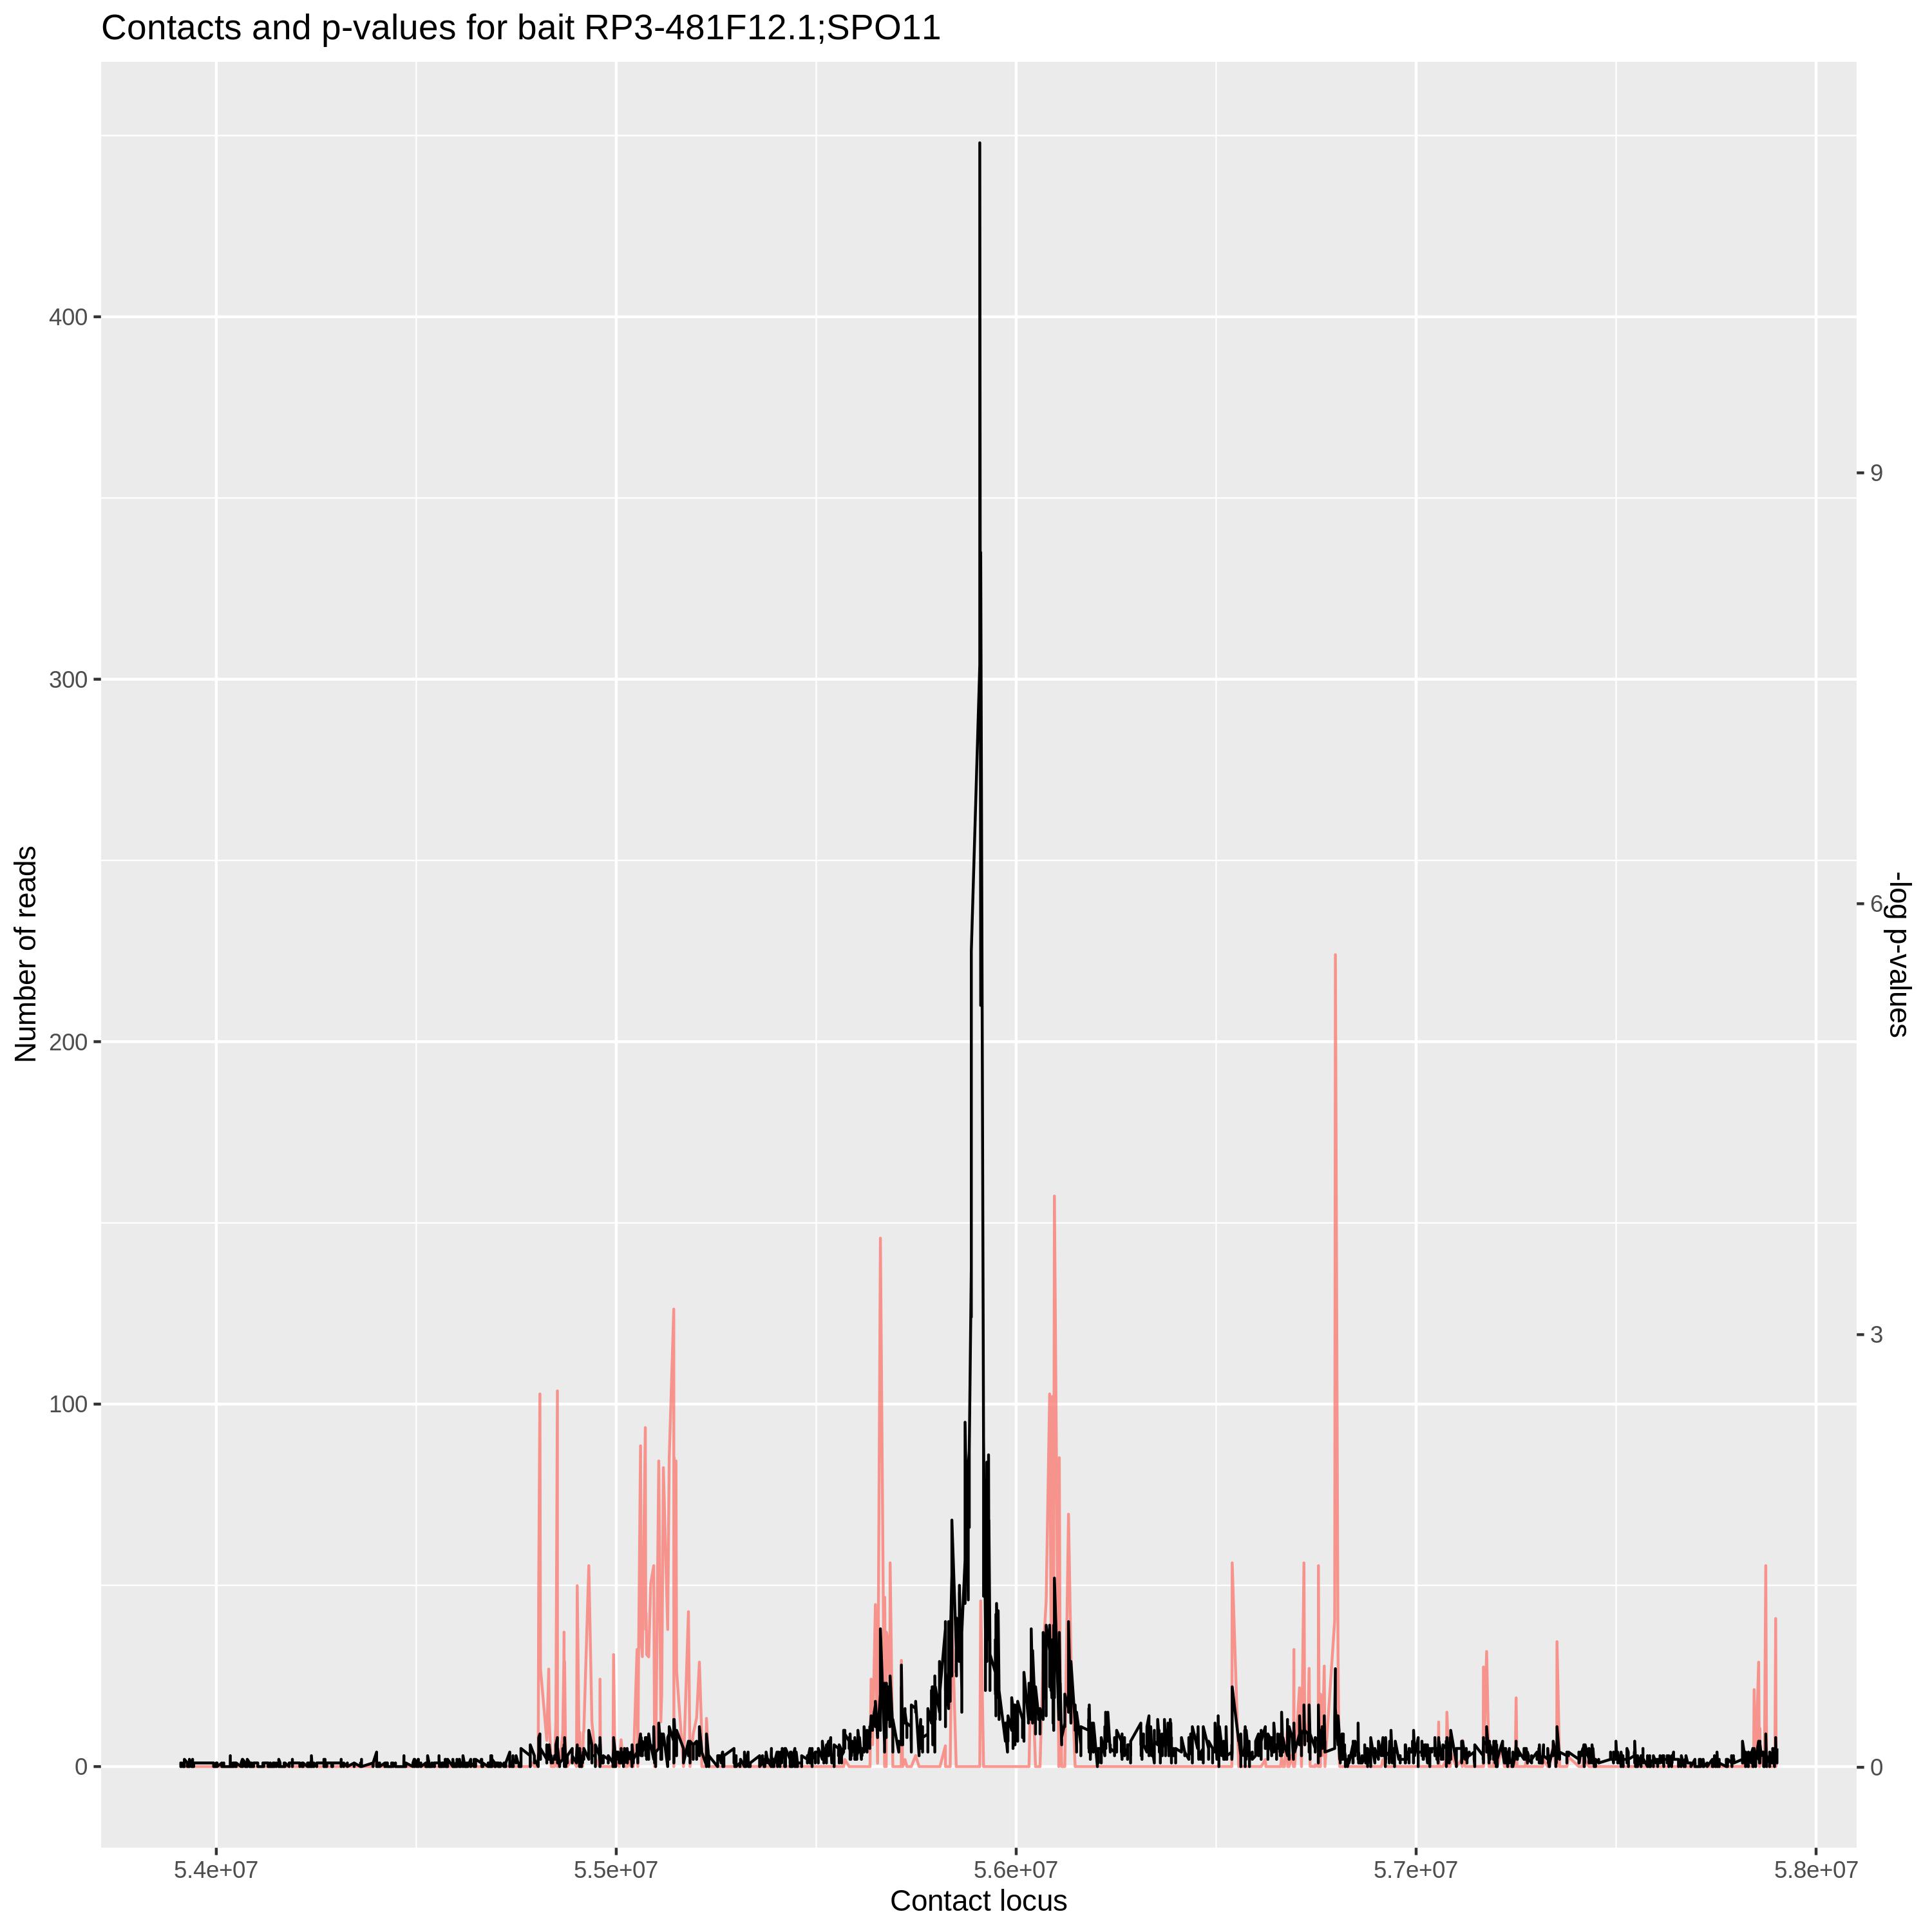 Contacts and p-values for bait RP3-481F12.1;SPO11
400
300
200
100
0
Number of reads
9
6
3
0
-log p-values
5.4e+07
5.5e+07
5.6e+07
5.7e+07
5.8e+07
Contact locus